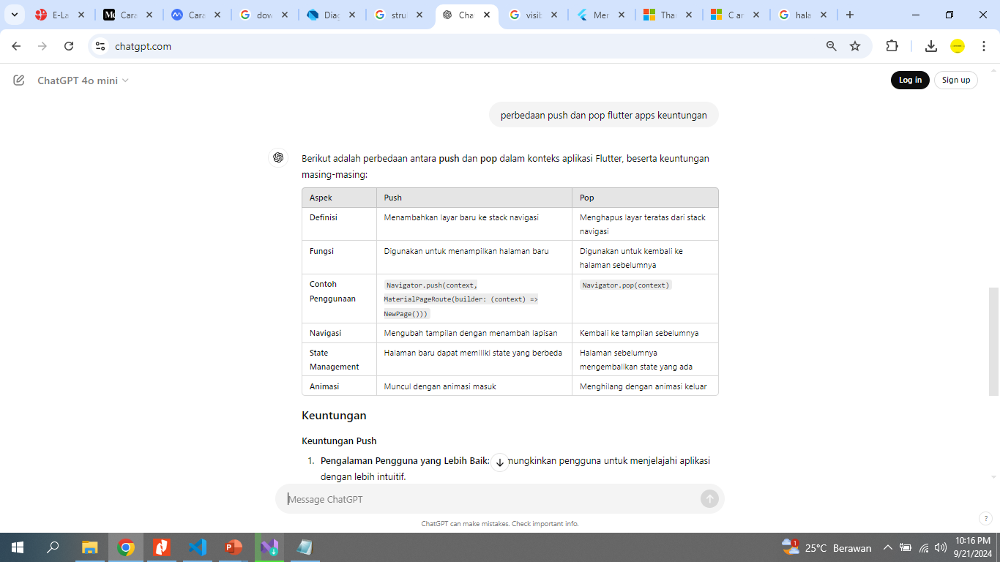 E-La
Cara
Cara
dow
Diag
stru
Cha
visib
Mer
Thar
C ar
hala
chatgpt.com
ChatGPT 4o mini
Log in
Sign up
perbedaan push dan pop flutter apps keuntungan
Berikut adalah perbedaan antara push dan pop dalam konteks aplikasi Flutter, beserta keuntungan
masing-masing:
Aspek Push Pop
Definisi Menambahkan layar baru ke stack navigasi Menghapus layar teratas dari stack
navigasi
Fungsi Digunakan untuk menampilkan halaman baru Digunakan untuk kembali ke
halaman sebelumnya
Contoh Navigator.push(context, Navigator.pop(context)
Penggunaan MaterialPageRoute(builder: (context) =>
NewPage()))
Navigasi Mengubah tampilan dengan menambah lapisan Kembali ke tampilan sebelumnya
State Halaman baru dapat memiliki state yang berbeda Halaman sebelumnya
Management mengembalikan state yang ada
Animasi Muncul dengan animasi masuk Menghilang dengan animasi keluar
Keuntungan
Keuntungan Push
1. Pengalaman Pengguna yang Lebih Baik: mungkinkan pengguna untuk menjelajahi aplikasi
dengan lebih intuitif.
Message ChatGPT
ChatGPT can make mistakes. Check important info.
?
1
25°C Berawan
10:16 PM
9/21/2024